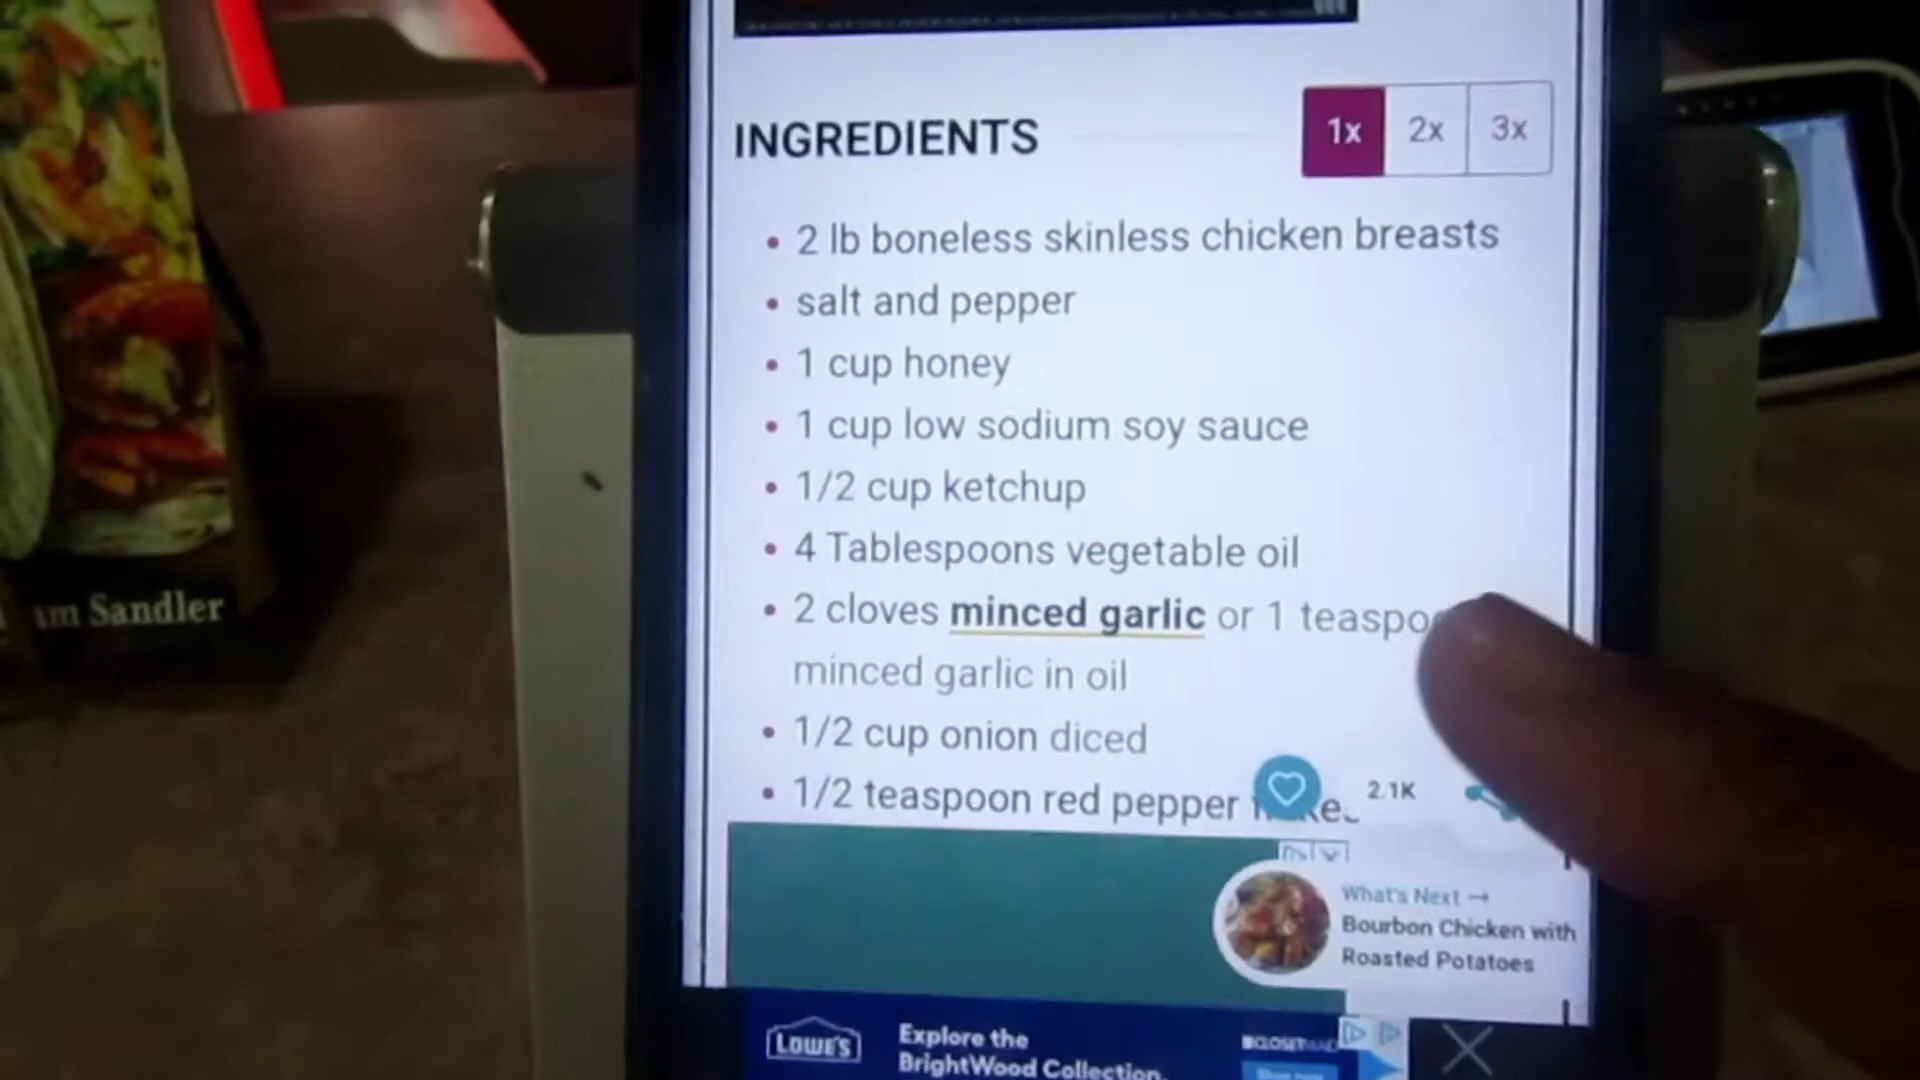 INGREDIENTS
1x 2x 3x
2 lb boneless skinless chicken breasts
salt and pepper
1 cup honey
1 cup low sodium soy sauce
1/2 cup ketchup
4 Tablespoons vegetable oil
2 cloves minced garlic or 1 teaspoo
minced garlic in oil
1/2 cup onion diced
1/2 teaspoon red pepper
2.1K
What's Next →
Bourbon Chicken with
Roasted Potatoes
am Sandler
LOWE'S
Explore the
BrightWood Collection.